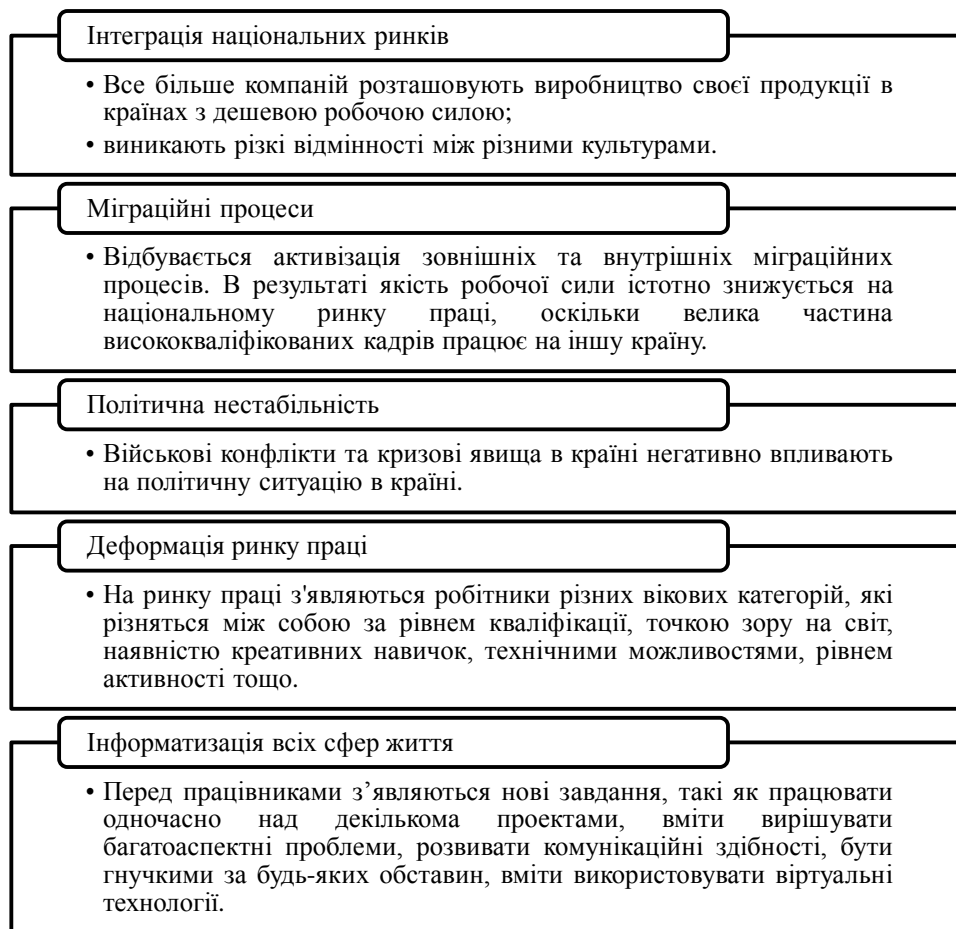 Інтеграція національних ринків
• Все більше компаній розташовують виробництво своєї продукції в
країнах з дешевою робочою силою;
• виникають різкі відмінності між різними культурами.
Міграційні процеси
• Відбувається активізація зовнішніх та внутрішніх міграційних
процесів. В результаті якість робочої сили істотно знижується на
національному ринку праці, оскільки велика частина
висококваліфікованих кадрів працює на іншу країну.
Політична нестабільність
• Військові конфлікти та кризові явища в країні негативно впливають
на політичну ситуацію в країні.
Деформація ринку праці
• На ринку праці з'являються робітники різних вікових категорій, які
різняться між собою за рівнем кваліфікації, точкою зору на світ,
наявністю креативних навичок, технічними можливостями, рівнем
активності тощо.
Інформатизація всіх сфер життя
• Перед працівниками з’являються нові завдання, такі як працювати
одночасно над декількома проектами, вміти вирішувати
багатоаспектні проблеми, розвивати комунікаційні здібності, бути
гнучкими за будь-яких обставин, вміти використовувати віртуальні
технології.